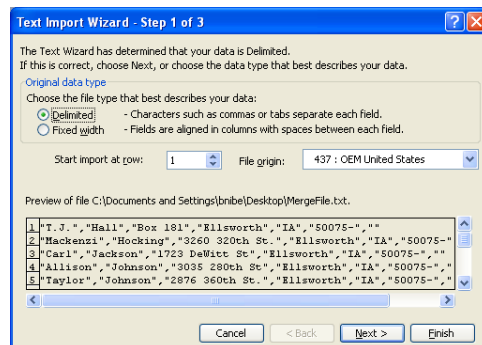 Text Import Wizard - Step 1 of 3
The Text Wizard has determined that your data is Delimited.
If this is correct, choose Next, or choose the data type that best describes your data.
Original data type
Choose the file type that best describes your data:
Delimited - Characters such as commas or tabs separate each field.
Fixed width - Fields are aligned in columns with spaces between each field.
Start import at row: 1 File origin: 437 : OEM United States
Preview of file C:\Documents and Settings\bnibe\Desktop\MergeFile.txt.
1 "T.J.","Hall","Box 181","Ellsworth","IA","50075-",""
2 "Mackenzi","Hocking","3260 320th St.","Ellsworth","IA","50075-"
3 "Carl","Jackson","1723 DeWitt St","Ellsworth","IA","50075-",""
4 "Allison","Johnson","3035 280th St","Ellsworth","IA","50075-","
5 "Taylor","Johnson","2876 360th St.","Ellsworth","IA","50075-","
Cancel < Back Next > Finish